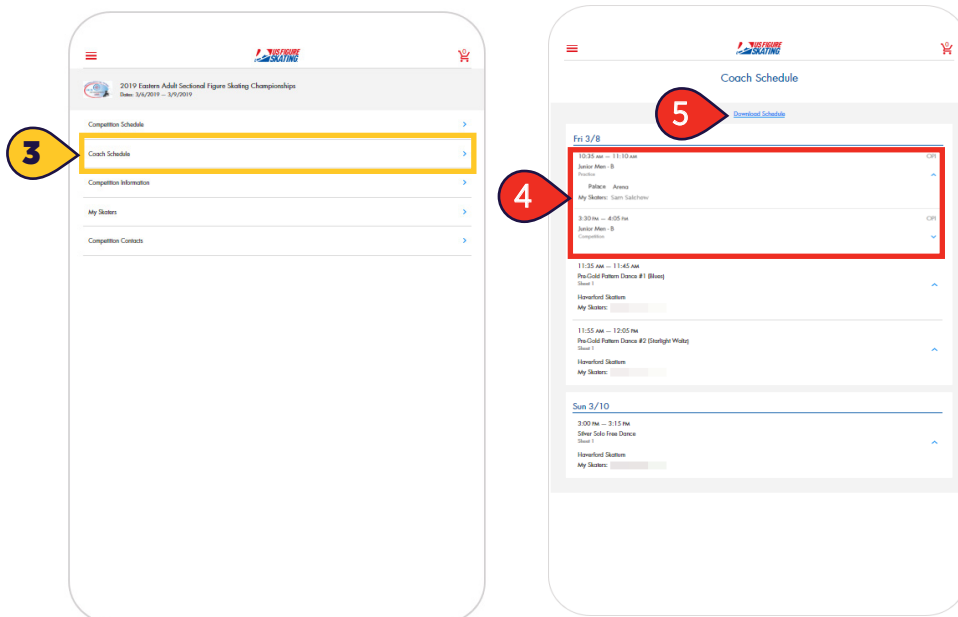 US FIGURE
SKATING
0
2019 Eastern Adult Sectional Figure Skating Championships
Dates: 3/6/2019 – 3/9/2019
Competition Schedule
3
Coach Schedule
Competition Information
My Skaters
Competition Contacts
US FIGURE
SKATING
0
Coach Schedule
5
Download Schedule
Fri 3/8
4
10:35 AM – 11:10 AM
Junior Men - B
Practice
Palace Arena
My Skaters: Sam Salchow
3:30 PM – 4:05 PM
Junior Men - B
Competition
11:35 AM – 11:45 AM
Pre-Gold Pattern Dance #1 (Blues)
Sheet 1
Haverford Skatium
My Skaters:
11:55 AM – 12:05 PM
Pre-Gold Pattern Dance #2 (Starlight Waltz)
Sheet 1
Haverford Skatium
My Skaters:
Sun 3/10
3:00 PM – 3:15 PM
Silver Solo Free Dance
Sheet 1
Haverford Skatium
My Skaters: